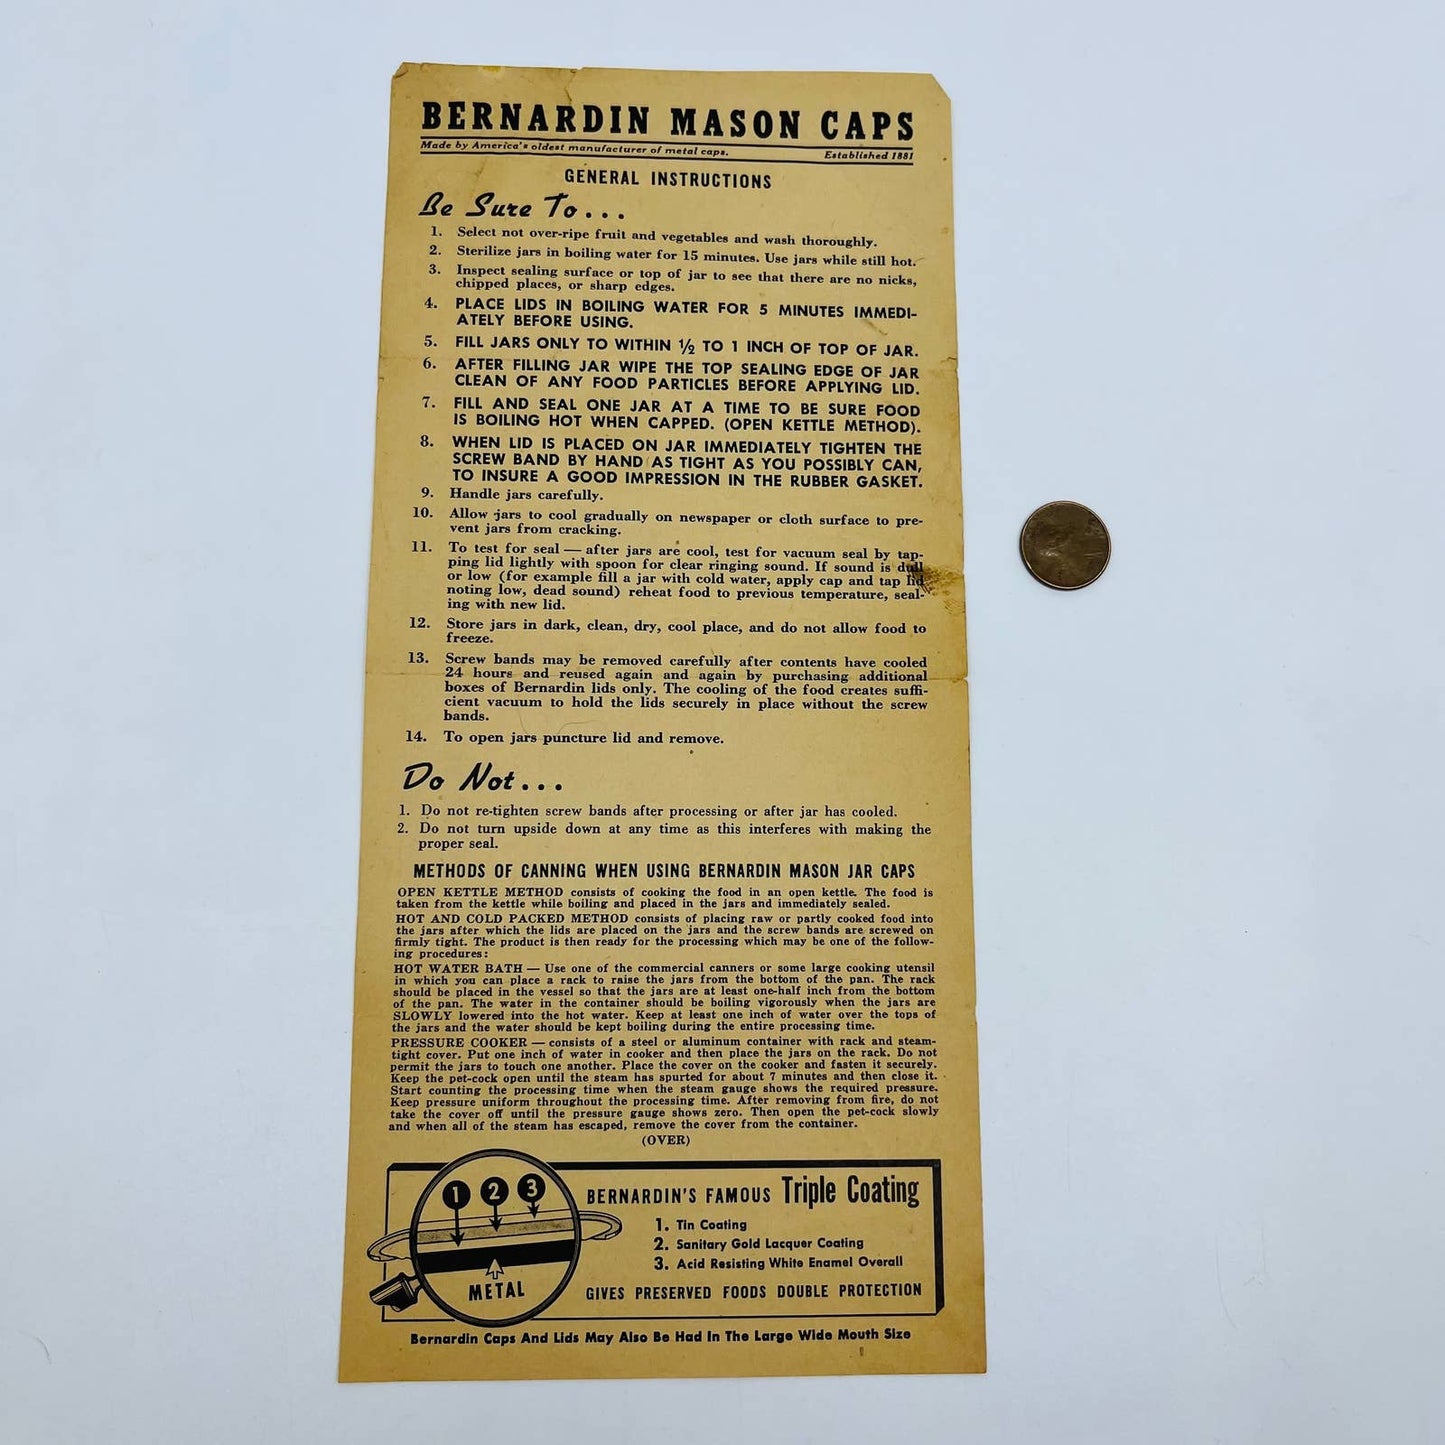 BERNARDIN MASON CAPS
Made by America's oldest manufacturer of metal caps.
Established 1881
GENERAL INSTRUCTIONS
Be Sure To...
1. Select not over-ripe fruit and vegetables and wash thoroughly.
2. Sterilize jars in boiling water for 15 minutes. Use jars while still hot.
3. Inspect sealing surface or top of jar to see that there are no nicks,
chipped places, or sharp edges.
4. PLACE LIDS IN BOILING WATER FOR 5 MINUTES IMMEDI-
ATELY BEFORE USING.
5. FILL JARS ONLY TO WITHIN ½ TO 1 INCH OF TOP OF JAR.
6. AFTER FILLING JAR WIPE THE TOP SEALING EDGE OF JAR
CLEAN OF ANY FOOD PARTICLES BEFORE APPLYING LID.
7. FILL AND SEAL ONE JAR AT A TIME TO BE SURE FOOD
IS BOILING HOT WHEN CAPPED. (OPEN KETTLE METHOD).
8. WHEN LID IS PLACED ON JAR IMMEDIATELY TIGHTEN THE
SCREW BAND BY HAND AS TIGHT AS YOU POSSIBLY CAN,
TO INSURE A GOOD IMPRESSION IN THE RUBBER GASKET.
9. Handle jars carefully.
10. Allow jars to cool gradually on newspaper or cloth surface to pre-
vent jars from cracking.
11. To test for seal — after jars are cool, test for vacuum seal by tap-
ping lid lightly with spoon for clear ringing sound. If sound is dull
or low (for example fill a jar with cold water, apply cap and tap lid
noting low, dead sound) reheat food to previous temperature, seal-
ing with new lid.
12. Store jars in dark, clean, dry, cool place, and do not allow food to
freeze.
13. Screw bands may be removed carefully after contents have cooled
24 hours and reused again and again by purchasing additional
boxes of Bernardin lids only. The cooling of the food creates suffi-
cient vacuum to hold the lids securely in place without the screw
bands.
14. To open jars puncture lid and remove.
Do Not...
1. Do not re-tighten screw bands after processing or after jar has cooled.
2. Do not turn upside down at any time as this interferes with making the
proper seal.
METHODS OF CANNING WHEN USING BERNARDIN MASON JAR CAPS
OPEN KETTLE METHOD consists of cooking the food in an open kettle. The food is
taken from the kettle while boiling and placed in the jars and immediately sealed.
HOT AND COLD PACKED METHOD consists of placing raw or partly cooked food into
the jars after which the lids are placed on the jars and the screw bands are screwed on
firmly tight. The product is then ready for the processing which may be one of the follow-
ing procedures:
HOT WATER BATH — Use one of the commercial canners or some large cooking utensil
in which you can place a rack to raise the jars from the bottom of the pan. The rack
should be placed in the vessel so that the jars are at least one-half inch from the bottom
of the pan. The water in the container should be boiling vigorously when the jars are
SLOWLY lowered into the hot water. Keep at least one inch of water over the tops of
the jars and the water should be kept boiling during the entire processing time.
PRESSURE COOKER — consists of a steel or aluminum container with rack and steam-
tight cover. Put one inch of water in cooker and then place the jars on the rack. Do not
permit the jars to touch one another. Place the cover on the cooker and fasten it securely.
Keep the pet-cock open until the steam has spurted for about 7 minutes and then close it.
Start counting the processing time when the steam gauge shows the required pressure.
Keep pressure uniform throughout the processing time. After removing from fire, do not
take the cover off until the pressure gauge shows zero. Then open the pet-cock slowly
and when all of the steam has escaped, remove the cover from the container.
(OVER)
1 2 3
METAL
BERNARDIN'S FAMOUS Triple Coating
1. Tin Coating
2. Sanitary Gold Lacquer Coating
3. Acid Resisting White Enamel Overall
GIVES PRESERVED FOODS DOUBLE PROTECTION
Bernardin Caps And Lids May Also Be Had In The Large Wide Mouth Size